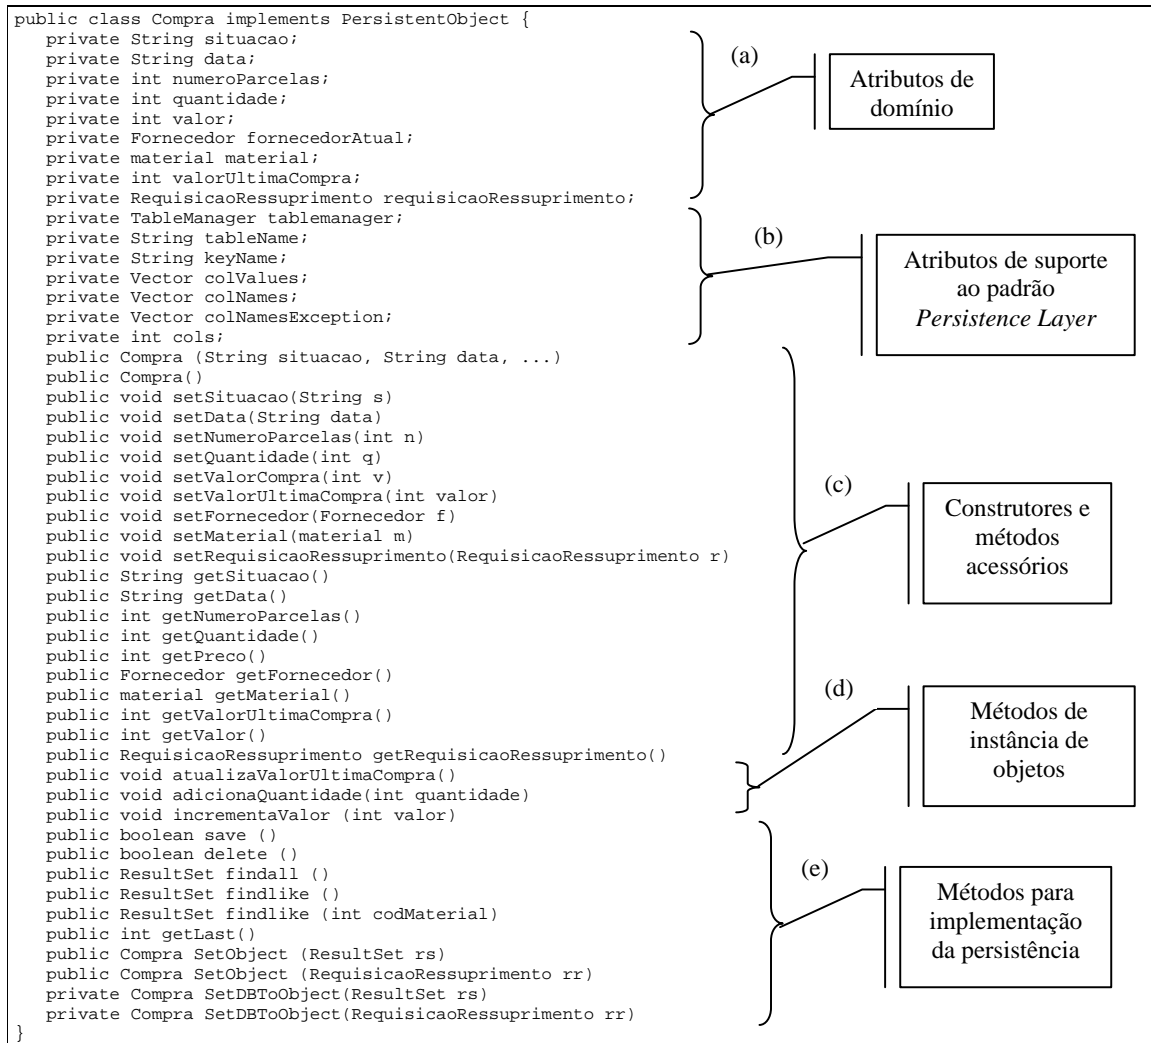 public class Compra implements PersistentObject {
private String situacao;
private String data;
private int numeroParcelas;
private int quantidade;
private int valor;
private Fornecedor fornecedorAtual;
private material material;
private int valorUltimaCompra;
private RequisicaoRessuprimento requisicaoRessuprimento;
(a)
Atributos de
domínio
private TableManager tablemanager;
private String tableName;
private String keyName;
private Vector colValues;
private Vector colNames;
private Vector colNamesException;
private int cols;
(b)
Atributos de suporte
ao padrão
Persistence Layer
public Compra (String situacao, String data, ...)
public Compra()
public void setSituacao(String s)
public void setData(String data)
public void setNumeroParcelas(int n)
public void setQuantidade(int q)
public void setValorCompra(int v)
public void setValorUltimaCompra(int valor)
public void setFornecedor(Fornecedor f)
public void setMaterial(material m)
public void setRequisicaoRessuprimento(RequisicaoRessuprimento r)
public String getSituacao()
public String getData()
public int getNumeroParcelas()
public int getQuantidade()
public int getPreco()
public Fornecedor getFornecedor()
public material getMaterial()
public int getValorUltimaCompra()
public int getValor()
public RequisicaoRessuprimento getRequisicaoRessuprimento()
(c)
Construtores e
métodos
acessórios
public void atualizaValorUltimaCompra()
public void adicionaQuantidade(int quantidade)
public void incrementaValor (int valor)
(d)
Métodos de
instância de
objetos
public boolean save ()
public boolean delete ()
public ResultSet findall ()
public ResultSet findlike ()
public ResultSet findlike (int codMaterial)
public int getLast()
public Compra SetObject (ResultSet rs)
public Compra SetObject (RequisicaoRessuprimento rr)
private Compra SetDBToObject(ResultSet rs)
private Compra SetDBToObject(RequisicaoRessuprimento rr)
(e)
Métodos para
implementação
da persistência
}